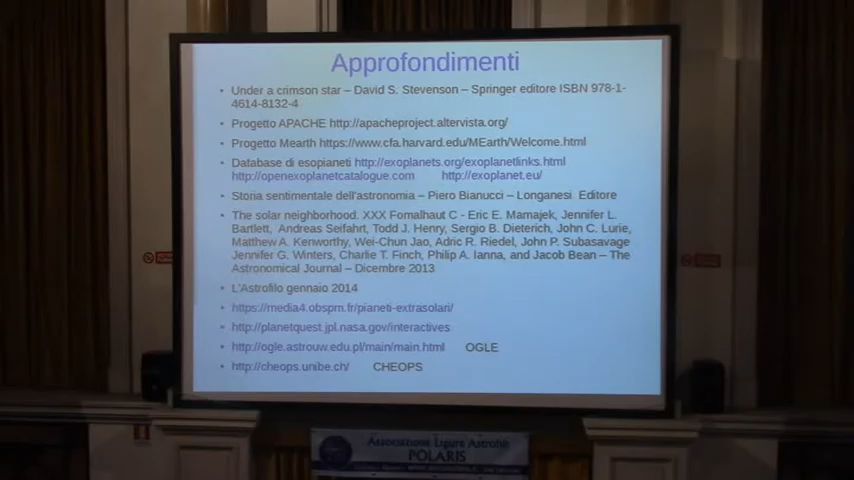 Approfondimenti
• Under a crimson star – David S. Stevenson – Springer editore ISBN 978-1-
4614-8132-4
• Progetto APACHE http://apacheproject.altervista.org/
• Progetto Mearth https://www.cfa.harvard.edu/MEarth/Welcome.html
• Database di esopianeti http://exoplanets.org/exoplanetlinks.html
http://openexoplanetcatalogue.com http://exoplanet.eu/
• Storia sentimentale dell'astronomia – Piero Bianucci – Longanesi Editore
• The solar neighborhood. XXX Fomalhaut C - Eric E. Mamajek, Jennifer L.
Bartlett, Andreas Seifahrt, Todd J. Henry, Sergio B. Dieterich, John C. Lurie,
Matthew A. Kenworthy, Wei-Chun Jao, Adric R. Riedel, John P. Subasavage
Jennifer G. Winters, Charlie T. Finch, Philip A. Ianna, and Jacob Bean – The
Astronomical Journal – Dicembre 2013
• L'Astrofilo gennaio 2014
• https://media4.obspm.fr/pianeti-extrasolari/
• http://planetquest.jpl.nasa.gov/interactives
• http://ogle.astrouw.edu.pl/main/main.html OGLE
• http://cheops.unibe.ch/ CHEOPS
Associazione Ligure Astrofili
POLARIS